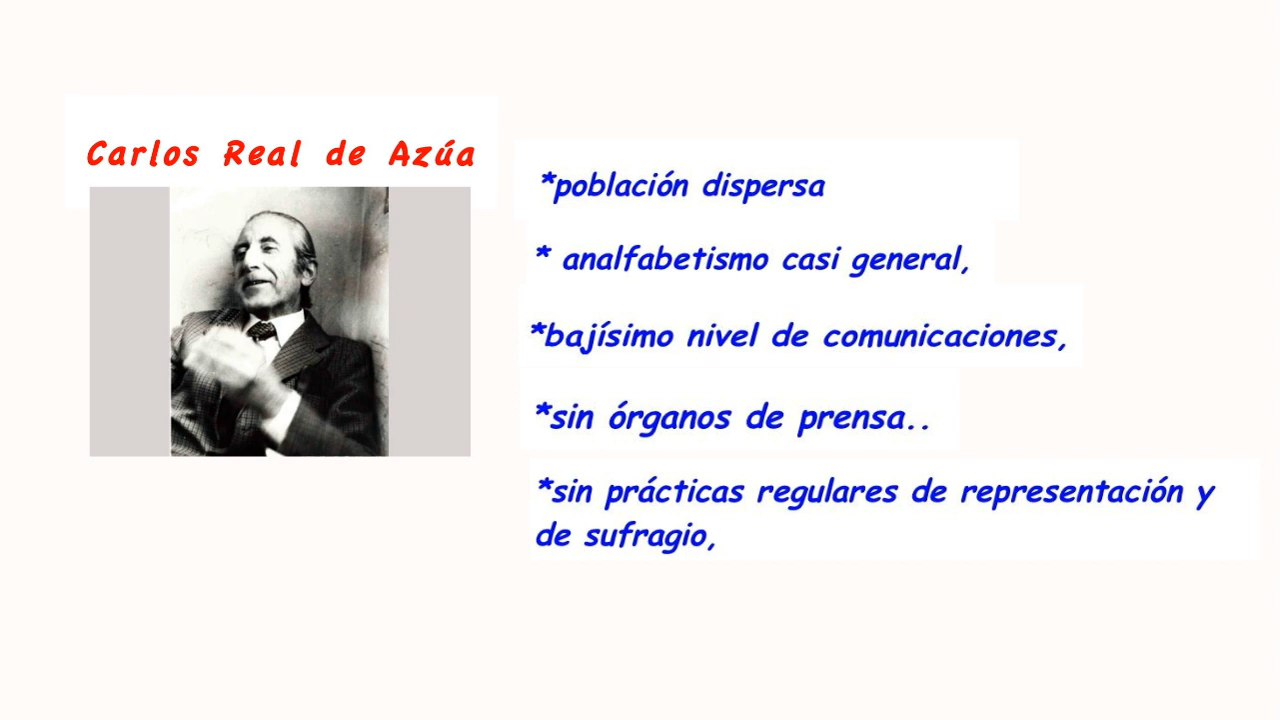 Carlos Real de Azúa
*población dispersa
* analfabetismo casi general,
*bajísimo nivel de comunicaciones,
*sin órganos de prensa..
*sin prácticas regulares de representación y
de sufragio,